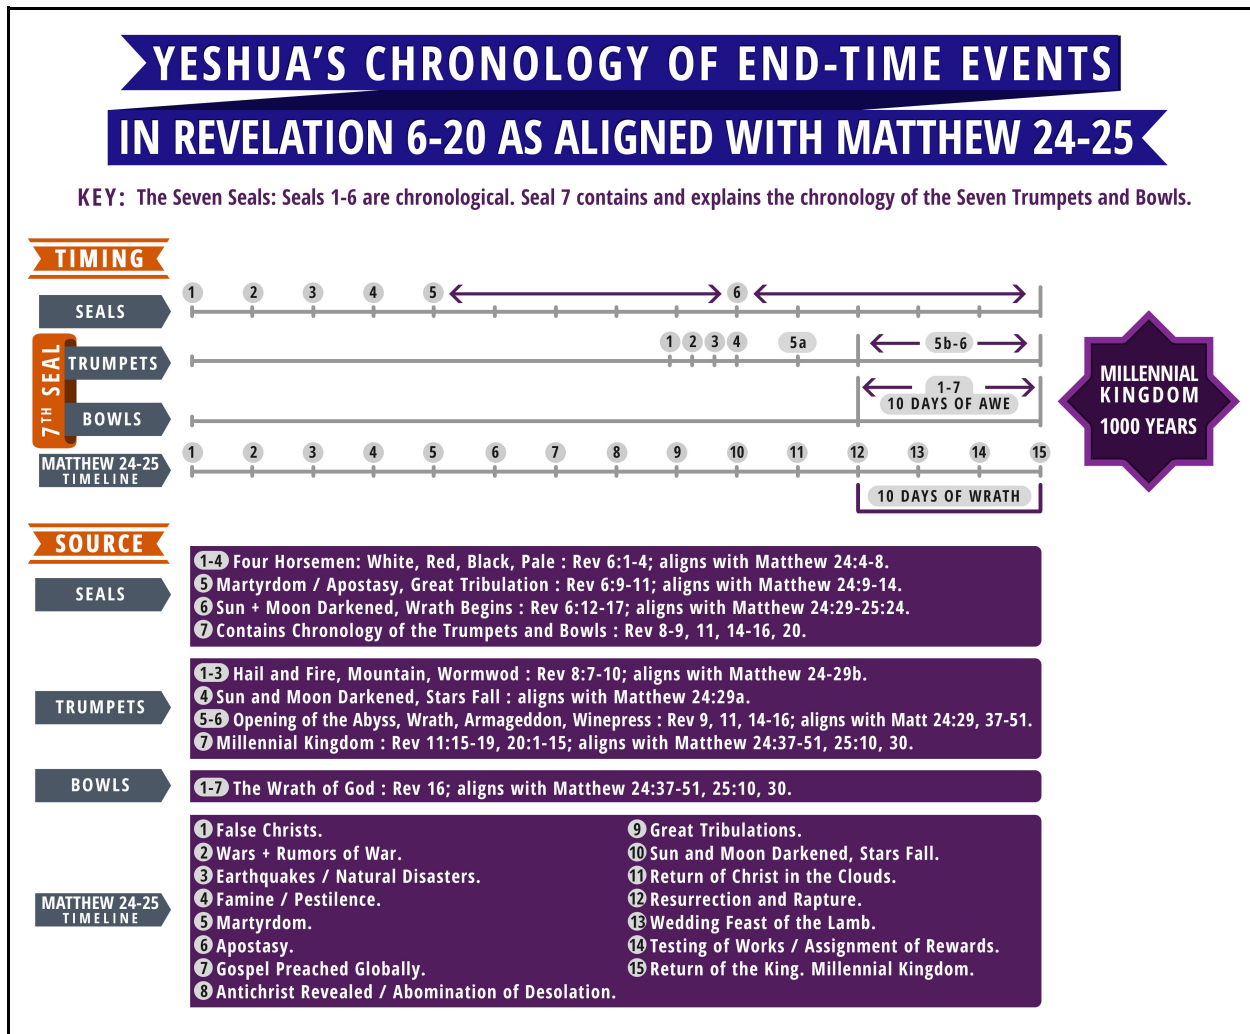 YESHUA'S CHRONOLOGY OF END-TIME EVENTS
IN REVELATION 6-20 AS ALIGNED WITH MATTHEW 24-25
KEY: The Seven Seals: Seals 1-6 are chronological. Seal 7 contains and explains the chronology of the Seven Trumpets and Bowls.
TIMING
SEALS
1 2 3 4 5 6
7TH SEAL
TRUMPETS
1 2 3 4 5a 5b-6
BOWLS
1-7
10 DAYS OF AWE
MATTHEW 24-25
TIMELINE
1 2 3 4 5 6 7 8 9 10 11 12 13 14 15
10 DAYS OF WRATH
MILLENNIAL
KINGDOM
1000 YEARS
SOURCE
SEALS
1-4 Four Horsemen: White, Red, Black, Pale : Rev 6:1-4; aligns with Matthew 24:4-8.
5 Martyrdom / Apostasy, Great Tribulation : Rev 6:9-11; aligns with Matthew 24:9-14.
6 Sun + Moon Darkened, Wrath Begins : Rev 6:12-17; aligns with Matthew 24:29-25:24.
7 Contains Chronology of the Trumpets and Bowls : Rev 8-9, 11, 14-16, 20.
TRUMPETS
1-3 Hail and Fire, Mountain, Wormwod : Rev 8:7-10; aligns with Matthew 24-29b.
4 Sun and Moon Darkened, Stars Fall : aligns with Matthew 24:29a.
5-6 Opening of the Abyss, Wrath, Armageddon, Winepress : Rev 9, 11, 14-16; aligns with Matt 24:29, 37-51.
7 Millennial Kingdom : Rev 11:15-19, 20:1-15; aligns with Matthew 24:37-51, 25:10, 30.
BOWLS
1-7 The Wrath of God : Rev 16; aligns with Matthew 24:37-51, 25:10, 30.
MATTHEW 24-25
TIMELINE
1 False Christs.
2 Wars + Rumors of War.
3 Earthquakes / Natural Disasters.
4 Famine / Pestilence.
5 Martyrdom.
6 Apostasy.
7 Gospel Preached Globally.
8 Antichrist Revealed / Abomination of Desolation.
9 Great Tribulations.
10 Sun and Moon Darkened, Stars Fall.
11 Return of Christ in the Clouds.
12 Resurrection and Rapture.
13 Wedding Feast of the Lamb.
14 Testing of Works / Assignment of Rewards.
15 Return of the King. Millennial Kingdom.